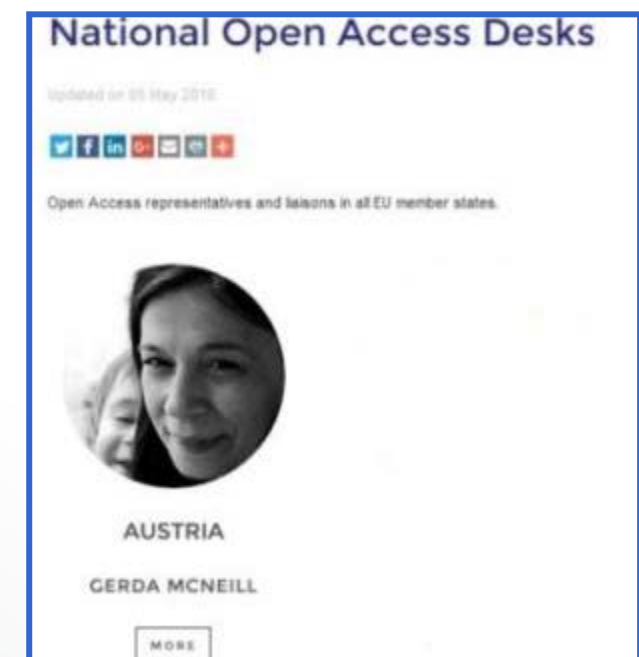 National Open Access Desks
Updated on 05 May 2015
Open Access representatives and liaisons in all EU member states.
AUSTRIA
GERDA MCNEILL
MORE